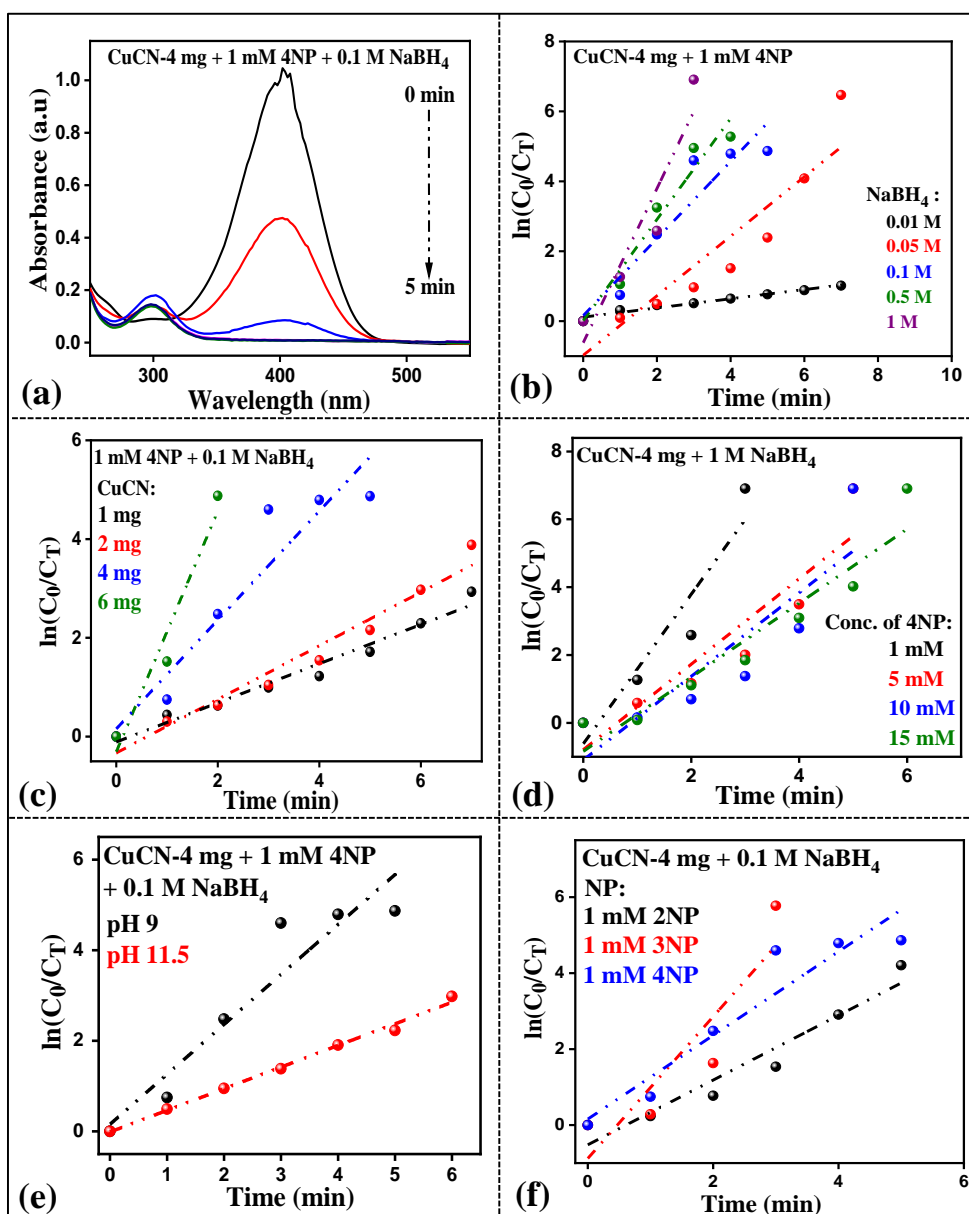 CuCN-4 mg + 1 mM 4NP + 0.1 M NaBH₄
0 min
5 min
Absorbance (a.u)
1.0
0.8
0.6
0.4
0.2
0.0
300
400
500
Wavelength (nm)
(a)
CuCN-4 mg + 1 mM 4NP
NaBH₄ :
0.01 M
0.05 M
0.1 M
0.5 M
1 M
ln(C₀/C_T)
8
6
4
2
0
0
2
4
6
8
10
Time (min)
(b)
1 mM 4NP + 0.1 M NaBH₄
CuCN:
1 mg
2 mg
4 mg
6 mg
ln(C₀/C_T)
6
4
2
0
0
2
4
6
Time (min)
(c)
CuCN-4 mg + 1 M NaBH₄
Conc. of 4NP:
1 mM
5 mM
10 mM
15 mM
ln(C₀/C_T)
8
6
4
2
0
0
2
4
6
Time (min)
(d)
CuCN-4 mg + 1 mM 4NP
+ 0.1 M NaBH₄
pH 9
pH 11.5
ln(C₀/C_T)
6
4
2
0
0
1
2
3
4
5
6
Time (min)
(e)
CuCN-4 mg + 0.1 M NaBH₄
NP:
1 mM 2NP
1 mM 3NP
1 mM 4NP
ln(C₀/C_T)
6
4
2
0
0
2
4
6
Time (min)
(f)